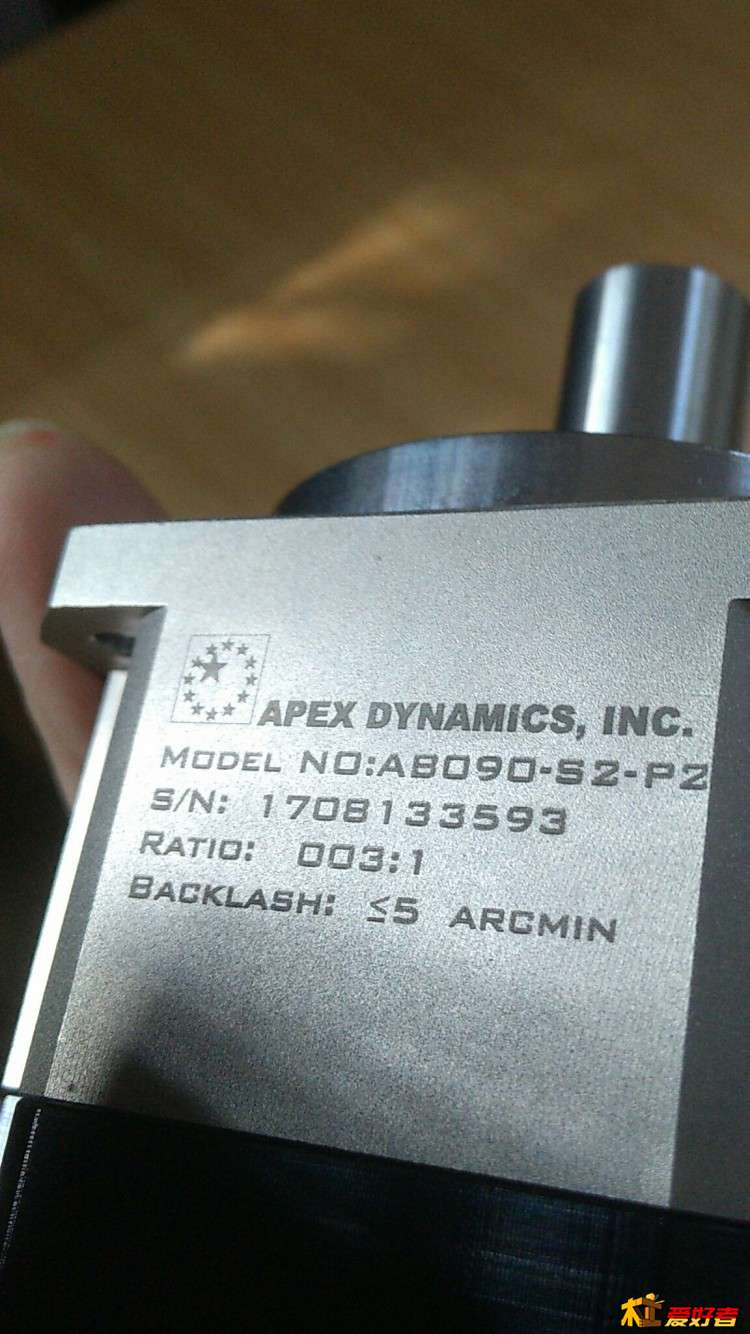 APEX DYNAMICS, INC.
MODEL NO:AB090-S2-P2
S/N: 1708133593
RATIO: 003:1
BACKLASH: ≤5 ARCMIN
爱好者